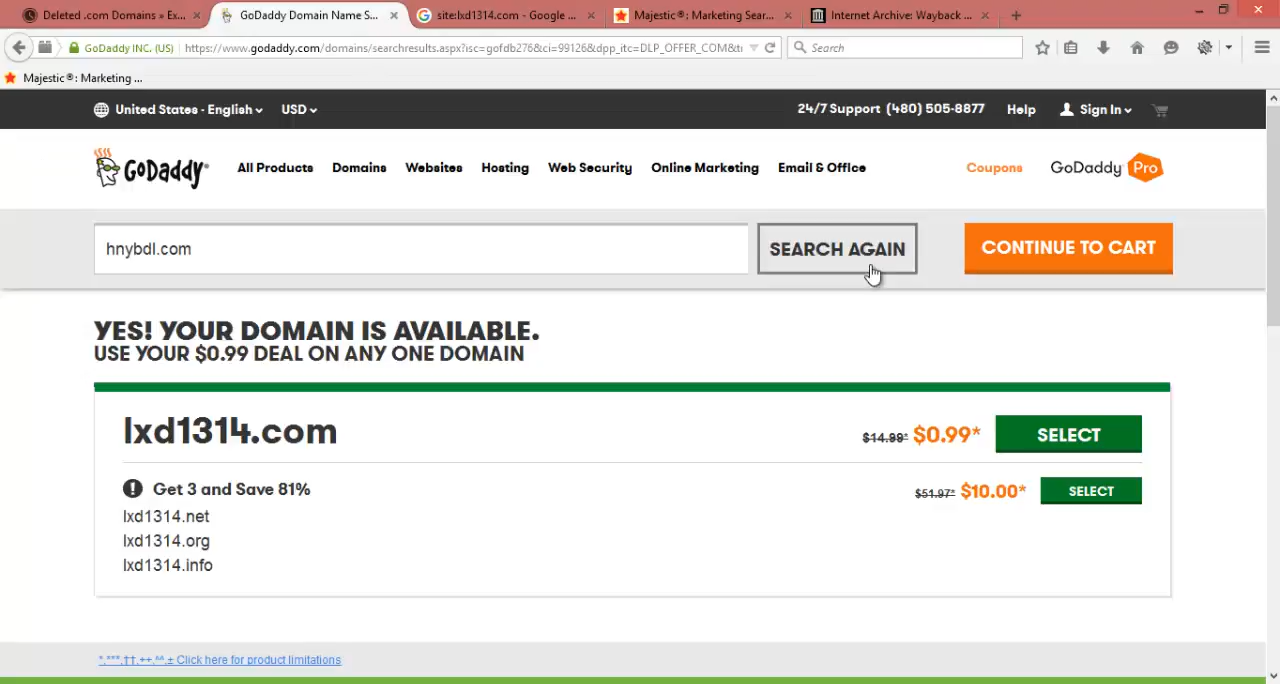 Deleted .com Domains » Ex...
GoDaddy Domain Name S...
site:lxd1314.com - Google ...
Majestic®: Marketing Sear...
Internet Archive: Wayback ...
GoDaddy INC. (US)
https://www.godaddy.com/domains/searchresults.aspx?isc=gofdb276&ci=99126&dpp_itc=DLP_OFFER_COM&t
Search
Majestic®: Marketing ...
United States - English
USD
24/7 Support (480) 505-8877
Help
Sign In
GoDaddy
All Products
Domains
Websites
Hosting
Web Security
Online Marketing
Email & Office
Coupons
GoDaddy Pro
hnybdl.com
SEARCH AGAIN
CONTINUE TO CART
YES! YOUR DOMAIN IS AVAILABLE.
USE YOUR $0.99 DEAL ON ANY ONE DOMAIN
lxd1314.com
$14.99* $0.99*
SELECT
Get 3 and Save 81%
$51.97* $10.00*
SELECT
lxd1314.net
lxd1314.org
lxd1314.info
Click here for product limitations